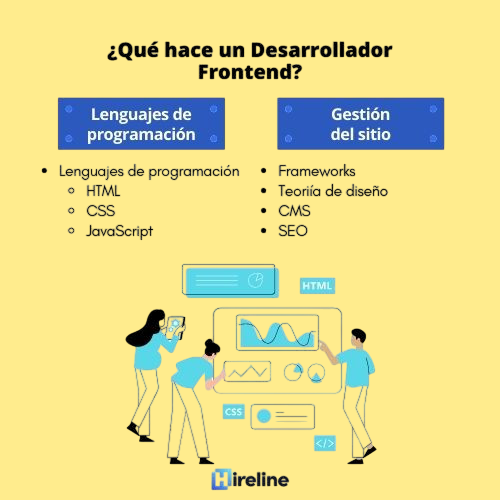 ¿Qué hace un Desarrollador
Frontend?
Lenguajes de
programación
• Lenguajes de programación
○ HTML
○ CSS
○ JavaScript
Gestión
del sitio
• Frameworks
• Teoriía de diseño
• CMS
• SEO
HTML
CSS
</>
Hireline